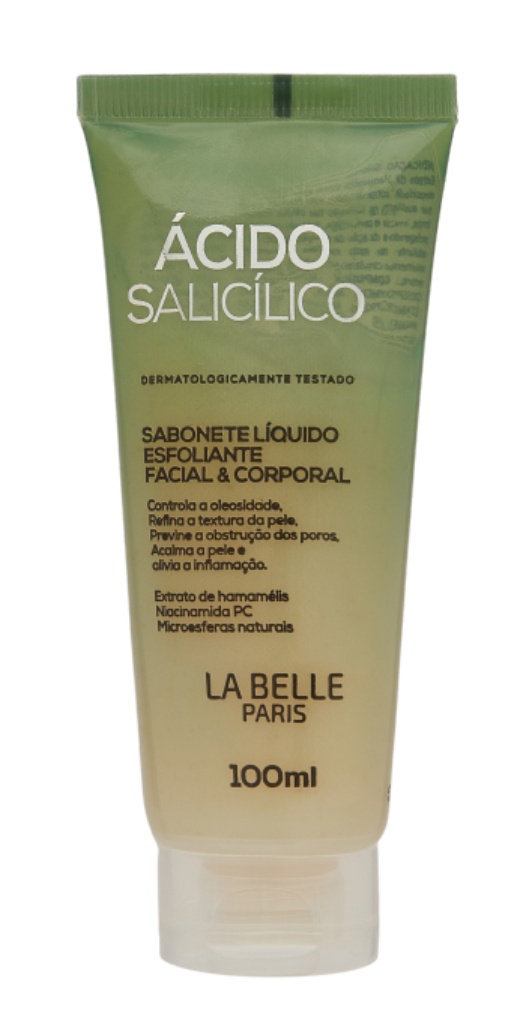 ÁCIDO
SALICÍLICO
DERMATOLOGICAMENTE TESTADO
SABONETE LÍQUIDO
ESFOLIANTE
FACIAL & CORPORAL
Controla a oleosidade,
Refina a textura da pele,
Previne a obstrução dos poros,
Acalma a pele e
alivia a inflamação.
Extrato de hamamélis
Niacinamida PC
Microesferas naturais
LA BELLE
PARIS
100ml